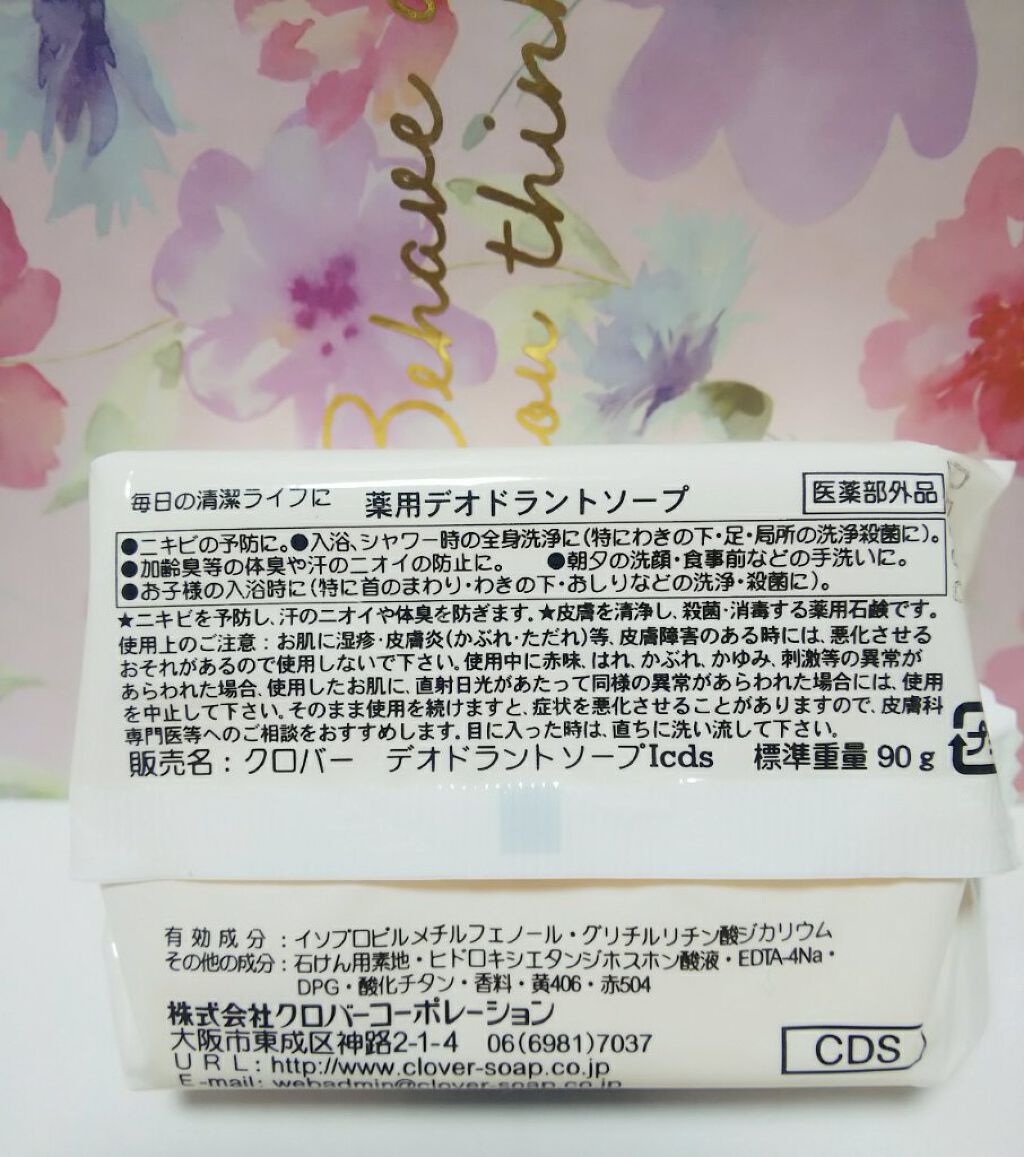 Behave
you think
毎日の清潔ライフに 薬用デオドラントソープ 医薬部外品
●ニキビの予防に。●入浴、シャワー時の全身洗浄に(特にわきの下・足・局所の洗浄殺菌に)。
●加齢臭等の体臭や汗のニオイの防止に。 ●朝夕の洗顔・食事前などの手洗いに。
●お子様の入浴時に(特に首のまわり・わきの下・おしりなどの洗浄・殺菌に)。
★ニキビを予防し、汗のニオイや体臭を防ぎます。★皮膚を清浄し、殺菌・消毒する薬用石鹸です。
使用上のご注意：お肌に湿疹・皮膚炎(かぶれ・ただれ)等、皮膚障害のある時には、悪化させる
おそれがあるので使用しないで下さい。使用中に赤味、はれ、かぶれ、かゆみ、刺激等の異常が
あらわれた場合、使用したお肌に、直射日光があたって同様の異常があらわれた場合には、使用
を中止して下さい。そのまま使用を続けますと、症状を悪化させることがありますので、皮膚科
専門医等へのご相談をおすすめします。目に入った時は、直ちに洗い流して下さい。
販売名：クロバー デオドラントソープIcds 標準重量 90g
プ
有効成分：イソプロピルメチルフェノール・グリチルリチン酸ジカリウム
その他の成分：石けん用素地・ヒドロキシエタンジホスホン酸液・EDTA-4Na・
DPG・酸化チタン・香料・黄406・赤504
株式会社クロバーコーポレーション
大阪市東成区神路2-1-4 06(6981)7037
URL：http://www.clover-soap.co.jp
E-mail：webadmin@clover-soap.co.jp
CDS